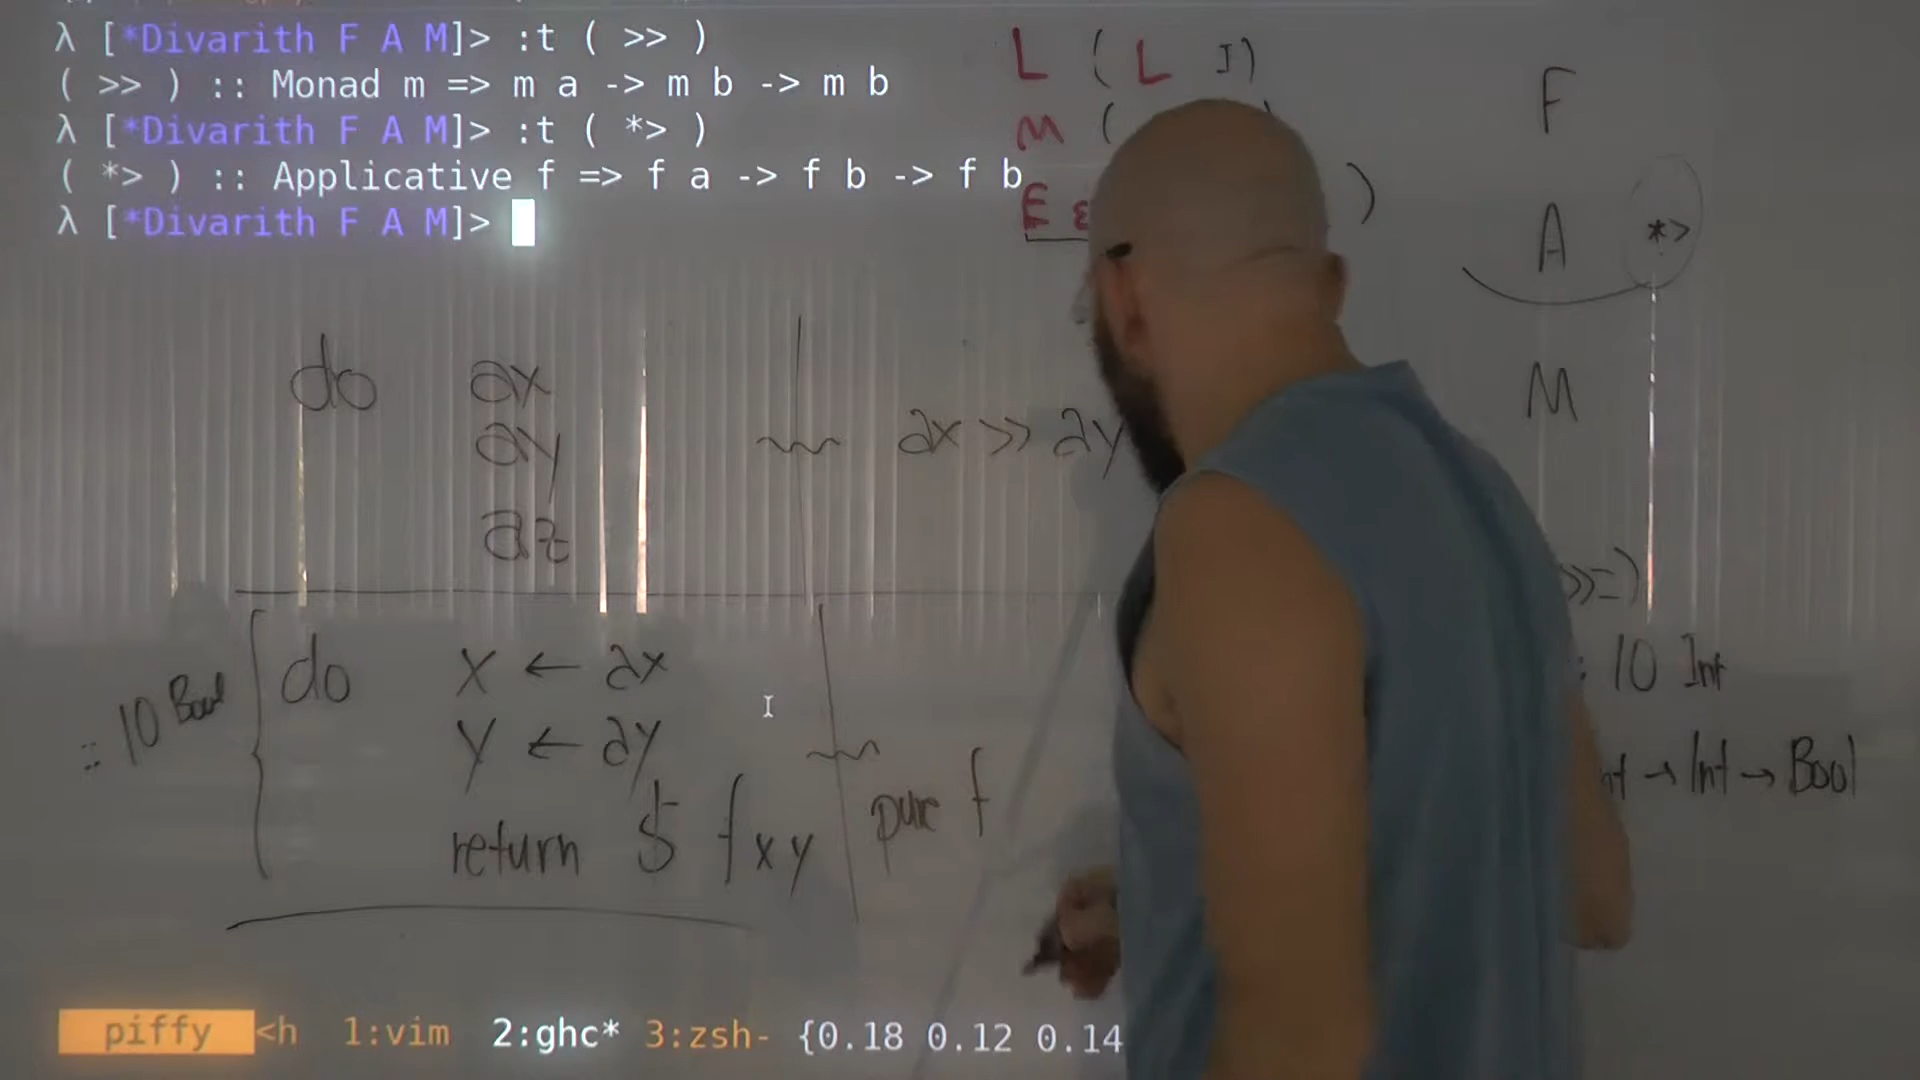 λ [*Divarith F A M]> :t ( >> )
( >> ) :: Monad m => m a -> m b -> m b
λ [*Divarith F A M]> :t ( *> )
( *> ) :: Applicative f => f a -> f b -> f b
λ [*Divarith F A M]>
L ( L I )
M (
E )
F
A *>
M
do ax
ay
az
ax >> ay
>>=)
:: IO Bool
do x ← ax
y ← ay
return $ f x y
pure f
: IO Int
→ Int → Bool
piffy <h 1:vim 2:ghc* 3:zsh- {0.18 0.12 0.14